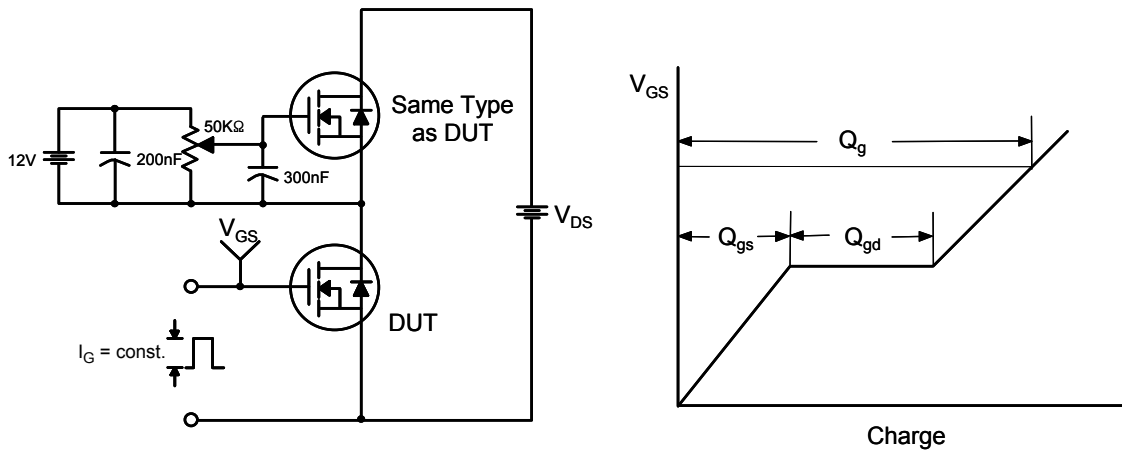 12V
200nF
50KΩ
300nF
Same Type
as DUT
V_DS
V_GS
DUT
I_G = const.
V_GS
Q_g
Q_gs
Q_gd
Charge